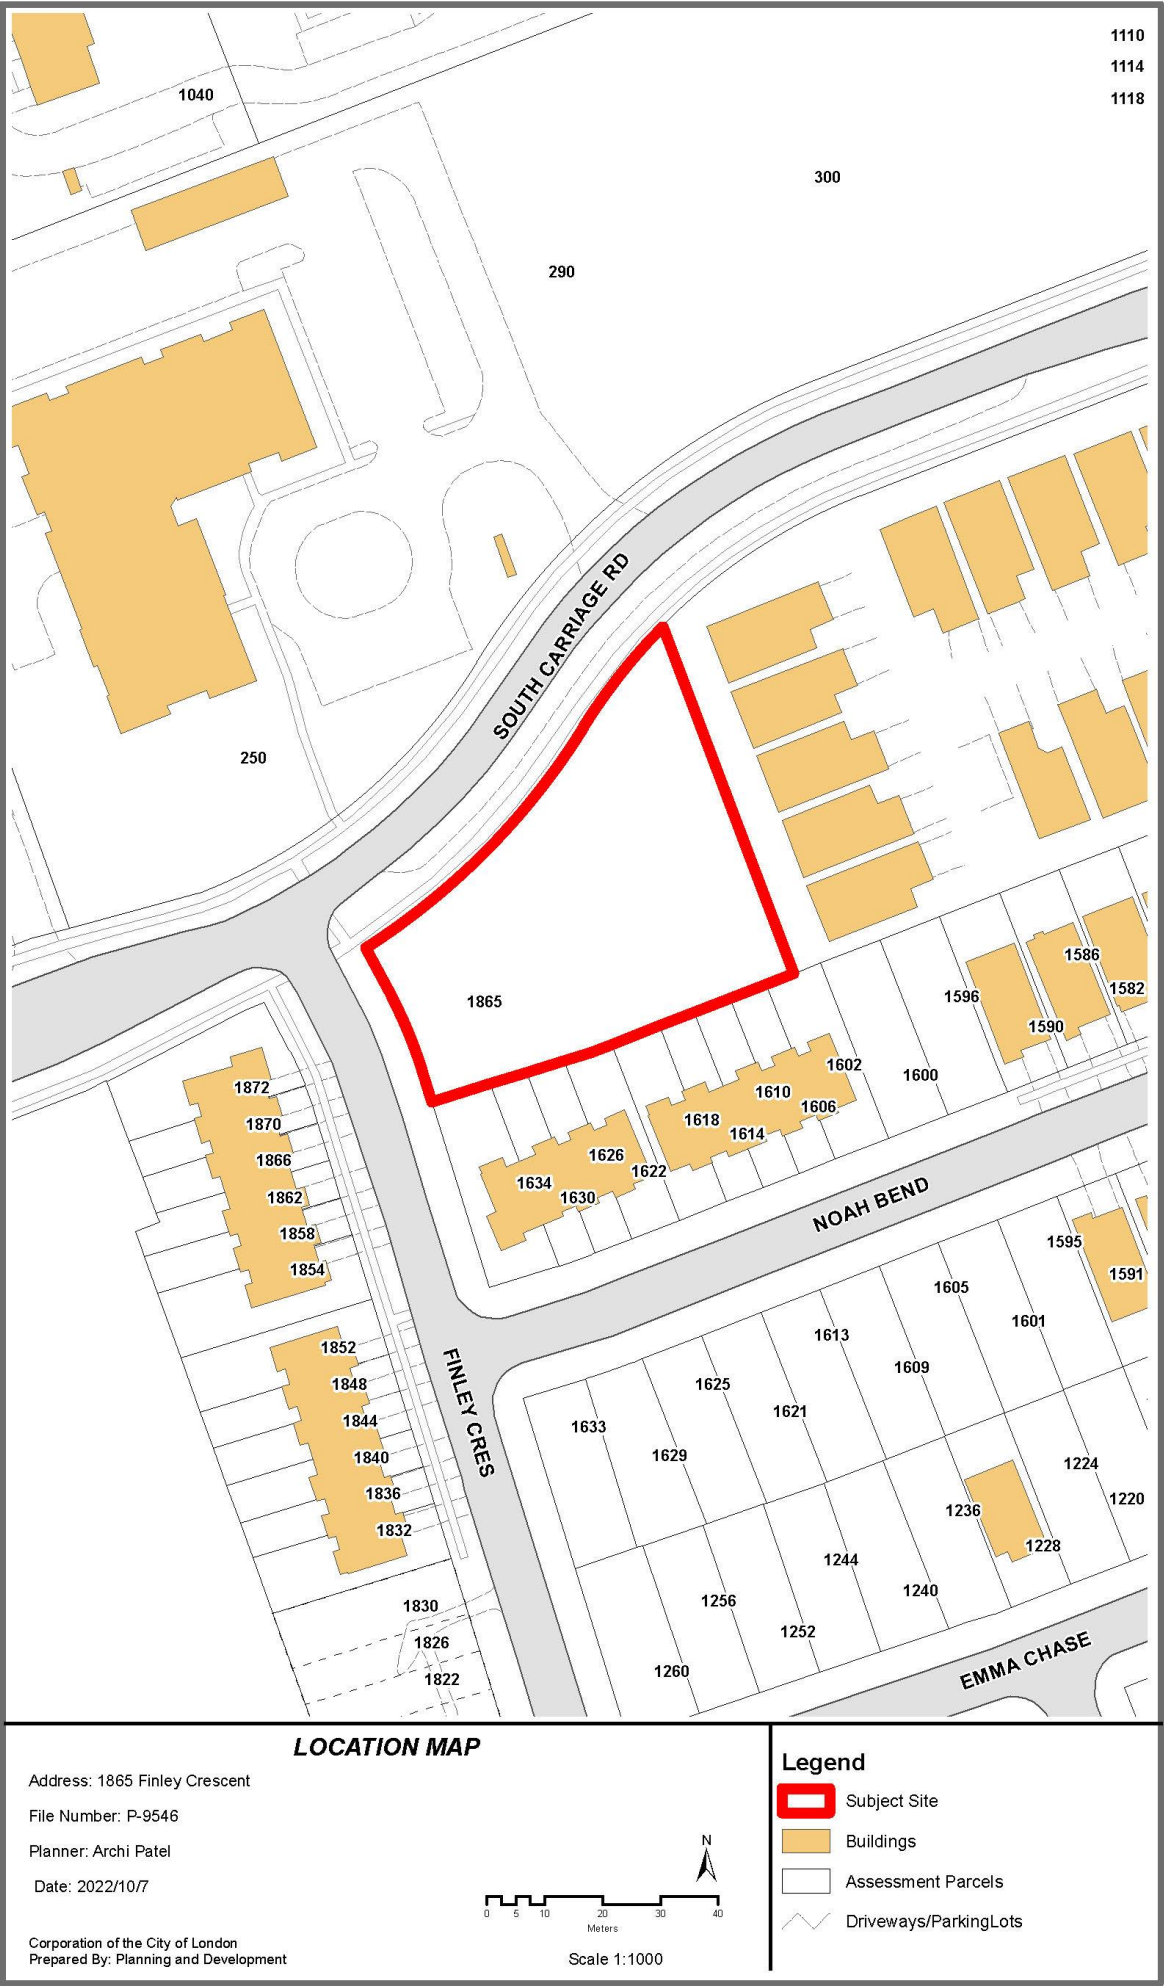 1110
1114
1118
1040
300
290
SOUTH CARRIAGE RD
250
1865
1586
1582
1596
1590
1602
1600
1610
1606
1618
1614
1626
1622
1634
1630
1872
1870
1866
1862
1858
1854
NOAH BEND
1595
1591
1605
1601
1613
1609
1852
1848
1844
1840
1836
1832
FINLEY CRES
1625
1621
1633
1629
1224
1220
1236
1228
1244
1240
1256
1252
1260
1830
1826
1822
EMMA CHASE
LOCATION MAP
Address: 1865 Finley Crescent
File Number: P-9546
Planner: Archi Patel
Date: 2022/10/7
Corporation of the City of London
Prepared By: Planning and Development
N
0 5 10 20 30 40
Meters
Scale 1:1000
Legend
Subject Site
Buildings
Assessment Parcels
Driveways/ParkingLots